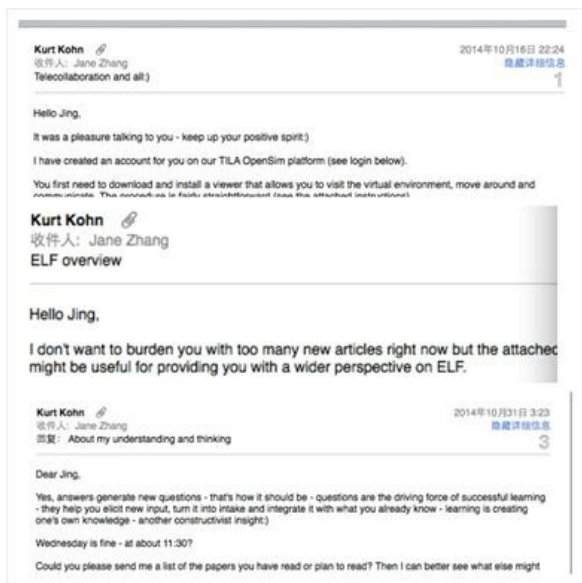 Kurt Kohn
2014年10月16日 22:24
收件人: Jane Zhang
隐藏详细信息
Telecollaboration and all:)
1
Hello Jing,
It was a pleasure talking to you - keep up your positive spirit:)
I have created an account for you on our TILA OpenSim platform (see login below).
You first need to download and install a viewer that allows you to visit the virtual environment, move around and
communicate. The procedure is fairly straightforward (see the attached instructions)
Kurt Kohn
收件人: Jane Zhang
ELF overview
Hello Jing,
I don't want to burden you with too many new articles right now but the attached
might be useful for providing you with a wider perspective on ELF.
Kurt Kohn
2014年10月31日 3:23
收件人: Jane Zhang
隐藏详细信息
回复: About my understanding and thinking
3
Dear Jing,
Yes, answers generate new questions - that's how it should be - questions are the driving force of successful learning
- they help you elicit new input, turn it into intake and integrate it with what you already know - learning is creating
one's own knowledge - another constructivist insight:)
Wednesday is fine - at about 11:30?
Could you please send me a list of the papers you have read or plan to read? Then I can better see what else might